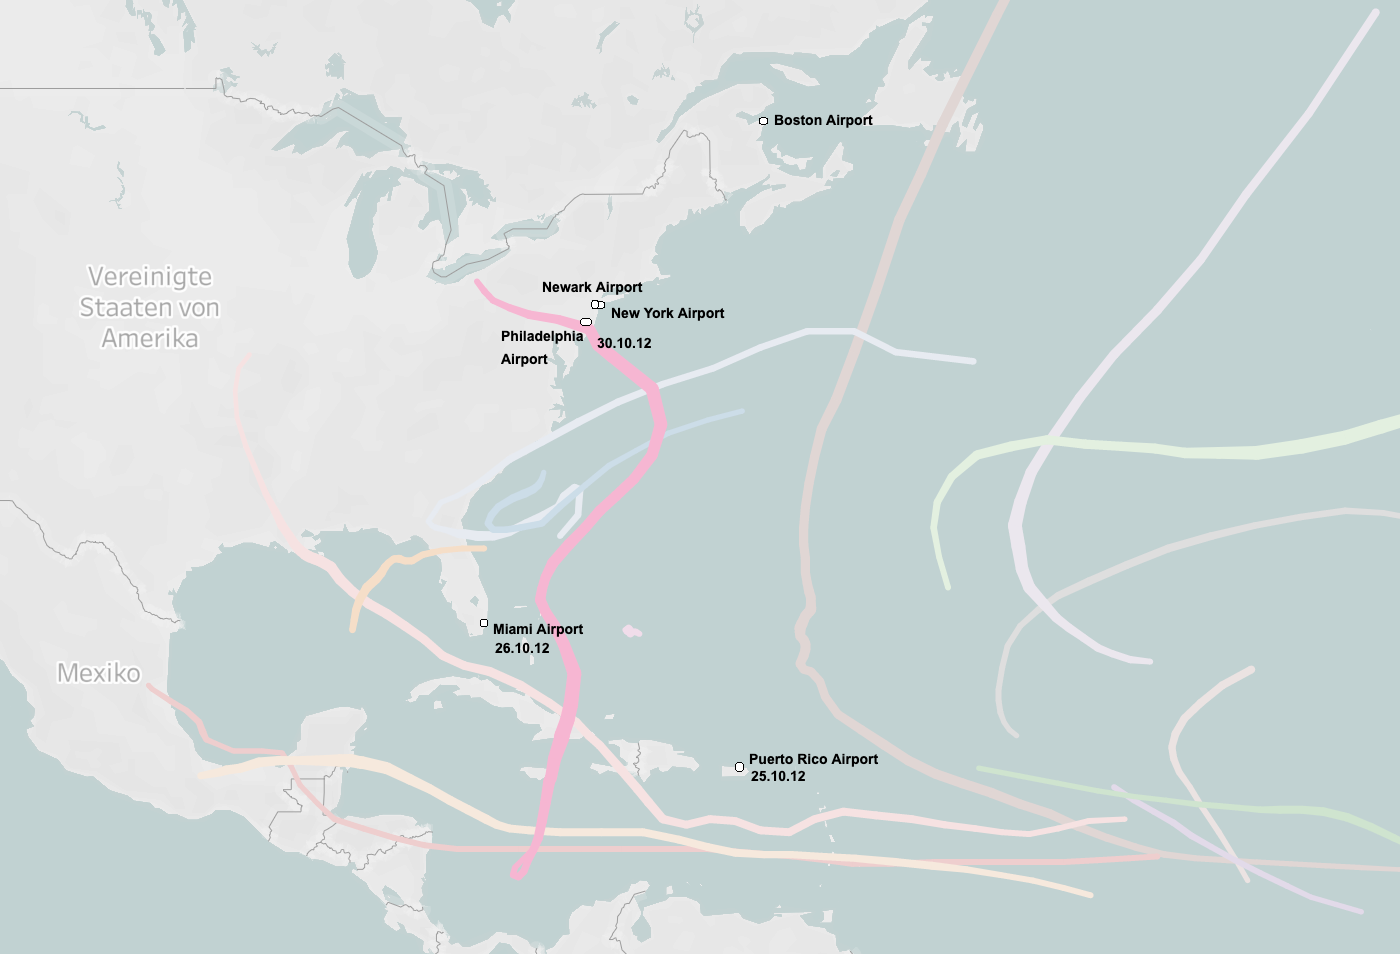 Boston Airport
Vereinigte
Staaten von
Amerika
Newark Airport
New York Airport
Philadelphia
Airport
30.10.12
Miami Airport
26.10.12
Mexiko
Puerto Rico Airport
25.10.12